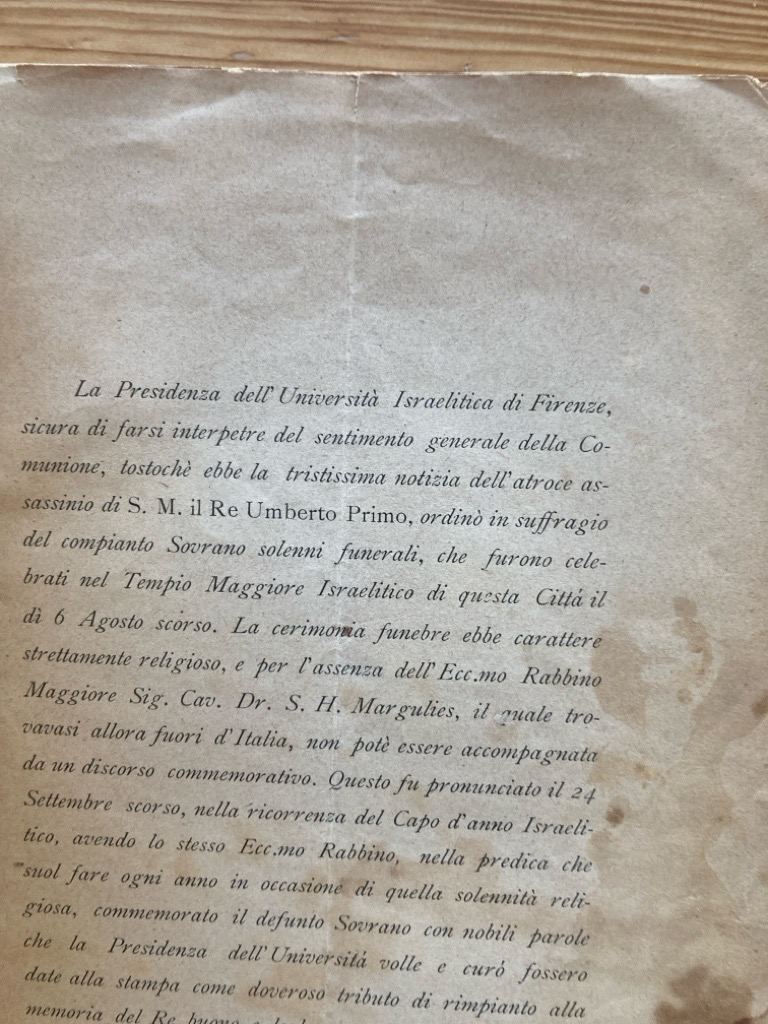 La Presidenza dell'Università Israelitica di Firenze,
sicura di farsi interpetre del sentimento generale della Co-
munione, tostochè ebbe la tristissima notizia dell'atroce as-
sassinio di S. M. il Re Umberto Primo, ordinò in suffragio
del compianto Sovrano solenni funerali, che furono cele-
brati nel Tempio Maggiore Israelitico di questa Cittá il
dì 6 Agosto scorso. La cerimonia funebre ebbe carattere
strettamente religioso, e per l'assenza dell'Ecc.mo Rabbino
Maggiore Sig. Cav. Dr. S. H. Margulies, il quale tro-
vavasi allora fuori d'Italia, non potè essere accompagnata
da un discorso commemorativo. Questo fu pronunciato il 24
Settembre scorso, nella ricorrenza del Capo d'anno Israeli-
tico, avendo lo stesso Ecc.mo Rabbino, nella predica che
suol fare ogni anno in occasione di quella solennità reli-
giosa, commemorato il defunto Sovrano con nobili parole
che la Presidenza dell'Universitá volle e curó fossero
date alla stampa come doveroso tributo di rimpianto alla
memoria del Re buono